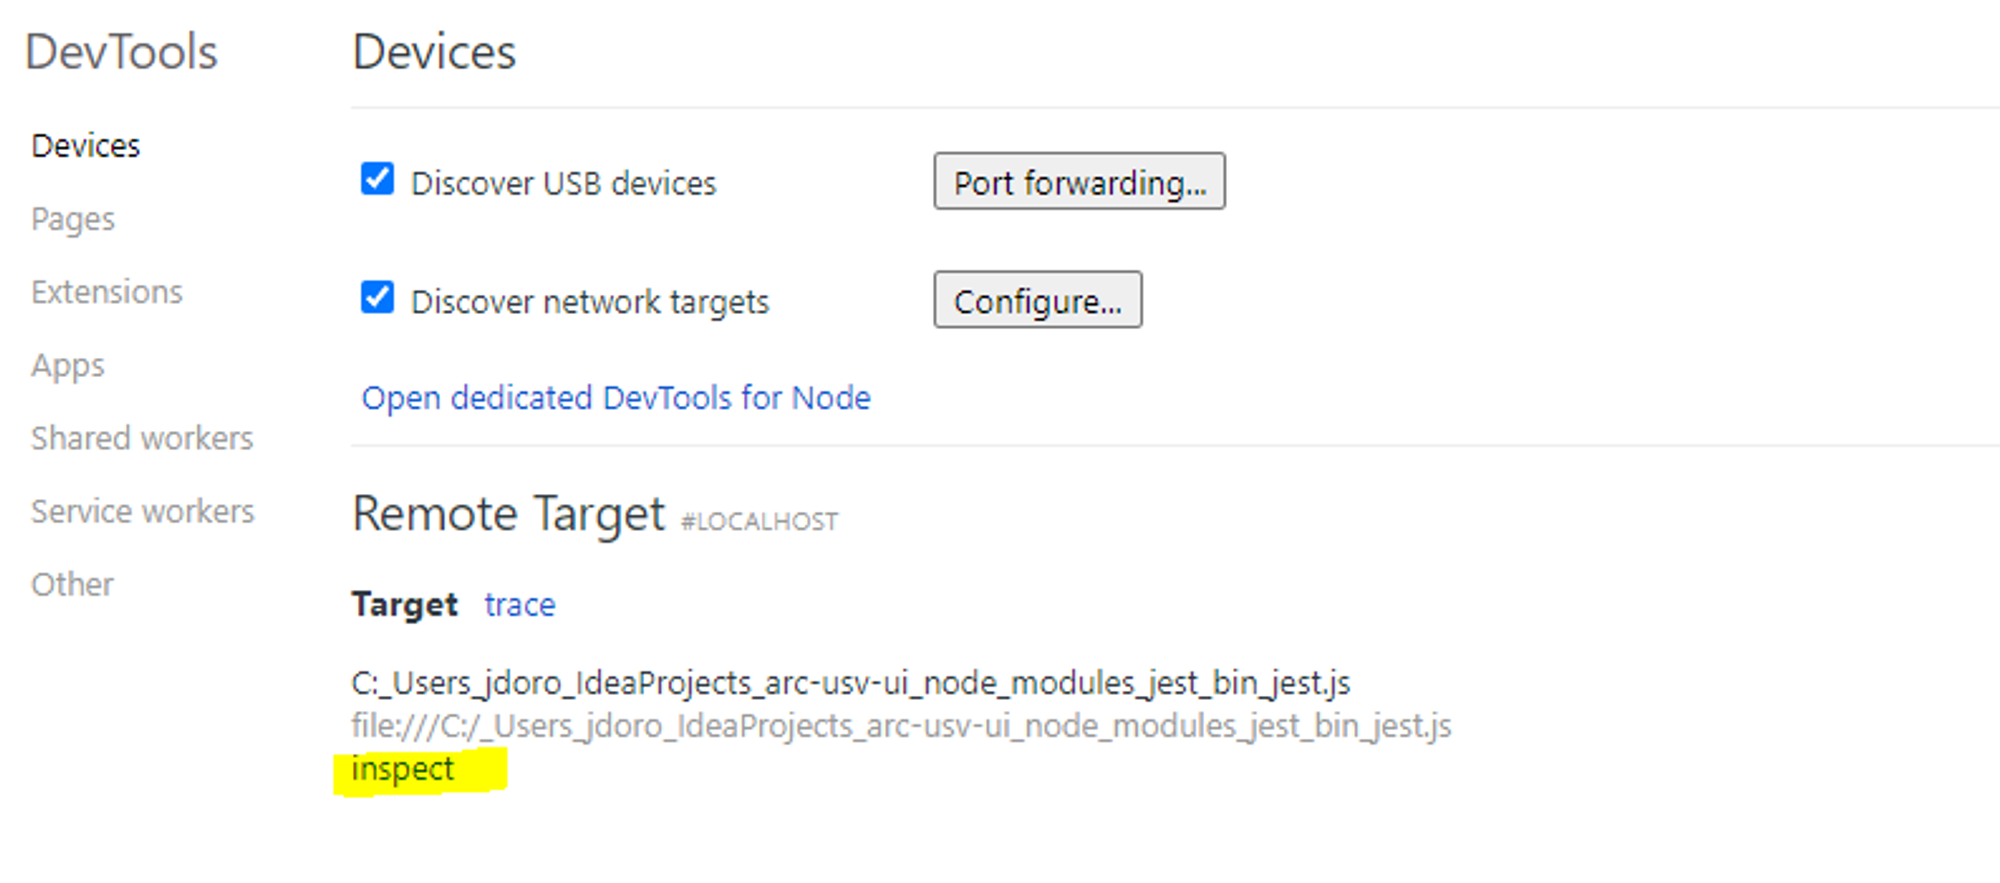 DevTools
Devices
Pages
Extensions
Apps
Shared workers
Service workers
Other
Devices
Discover USB devices
Port forwarding...
Discover network targets
Configure...
Open dedicated DevTools for Node
Remote Target #LOCALHOST
Target trace
C:_Users_jdoro_IdeaProjects_arc-usv-ui_node_modules_jest_bin_jest.js
file:///C:/_Users_jdoro_IdeaProjects_arc-usv-ui_node_modules_jest_bin_jest.js
inspect